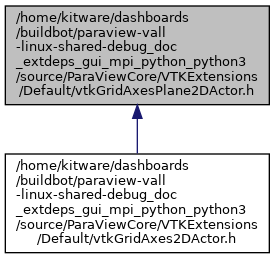 /home/kitware/dashboards
/buildbot/paraview-vall
-linux-shared-debug_doc
_extdeps_gui_mpi_python_python3
/source/ParaViewCore/VTKExtensions
/Default/vtkGridAxesPlane2DActor.h
/home/kitware/dashboards
/buildbot/paraview-vall
-linux-shared-debug_doc
_extdeps_gui_mpi_python_python3
/source/ParaViewCore/VTKExtensions
/Default/vtkGridAxes2DActor.h